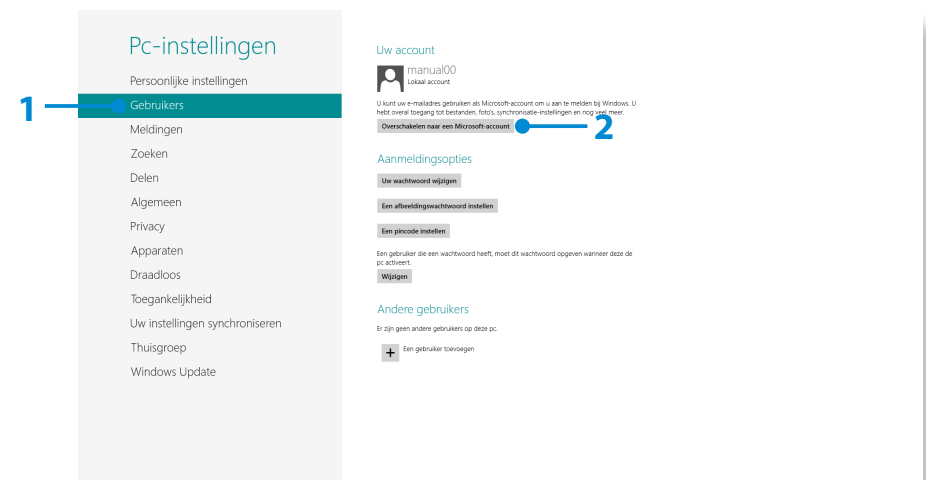 Pc-instellingen
Persoonlijke instellingen
1
Gebruikers
Meldingen
Zoeken
Delen
Algemeen
Privacy
Apparaten
Draadloos
Toegankelijkheid
Uw instellingen synchroniseren
Thuisgroep
Windows Update
Uw account
manual00
Lokaal account
U kunt uw e-mailadres gebruiken als Microsoft-account om u aan te melden bij Windows. U
hebt overal toegang tot bestanden, foto's, synchronisatie-instellingen en nog veel meer.
Overschakelen naar een Microsoft-account
2
Aanmeldingsopties
Uw wachtwoord wijzigen
Een afbeeldingswachtwoord instellen
Een pincode instellen
Een gebruiker die een wachtwoord heeft, moet dit wachtwoord opgeven wanneer deze de
pc activeert.
Wijzigen
Andere gebruikers
Er zijn geen andere gebruikers op deze pc.
+ Een gebruiker toevoegen